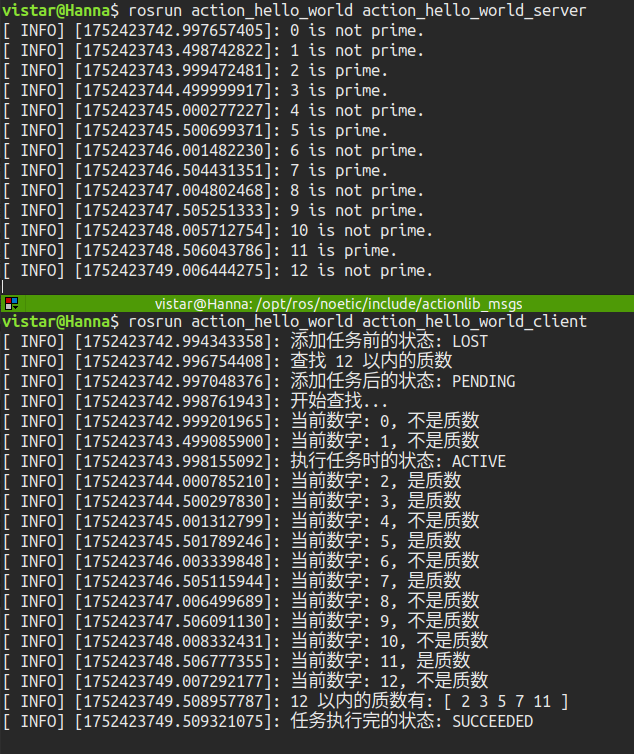 vistar@Hanna$ rosrun action_hello_world action_hello_world_server
[ INFO] [1752423742.997657405]: 0 is not prime.
[ INFO] [1752423743.498742822]: 1 is not prime.
[ INFO] [1752423743.999472481]: 2 is prime.
[ INFO] [1752423744.499999917]: 3 is prime.
[ INFO] [1752423745.000277227]: 4 is not prime.
[ INFO] [1752423745.500699371]: 5 is prime.
[ INFO] [1752423746.001482230]: 6 is not prime.
[ INFO] [1752423746.504431351]: 7 is prime.
[ INFO] [1752423747.004802468]: 8 is not prime.
[ INFO] [1752423747.505251333]: 9 is not prime.
[ INFO] [1752423748.005712754]: 10 is not prime.
[ INFO] [1752423748.506043786]: 11 is prime.
[ INFO] [1752423749.006444275]: 12 is not prime.
vistar@Hanna:/opt/ros/noetic/include/actionlib_msgs
vistar@Hanna$ rosrun action_hello_world action_hello_world_client
[ INFO] [1752423742.994343358]: 添加任务前的状态: LOST
[ INFO] [1752423742.996754408]: 查找 12 以内的质数
[ INFO] [1752423742.997048376]: 添加任务后的状态: PENDING
[ INFO] [1752423742.998761943]: 开始查找...
[ INFO] [1752423742.999201965]: 当前数字: 0, 不是质数
[ INFO] [1752423743.499085900]: 当前数字: 1, 不是质数
[ INFO] [1752423743.998155092]: 执行任务时的状态: ACTIVE
[ INFO] [1752423744.000785210]: 当前数字: 2, 是质数
[ INFO] [1752423744.500297830]: 当前数字: 3, 是质数
[ INFO] [1752423745.001312799]: 当前数字: 4, 不是质数
[ INFO] [1752423745.501789246]: 当前数字: 5, 是质数
[ INFO] [1752423746.003339848]: 当前数字: 6, 不是质数
[ INFO] [1752423746.505115944]: 当前数字: 7, 是质数
[ INFO] [1752423747.006499689]: 当前数字: 8, 不是质数
[ INFO] [1752423747.506091130]: 当前数字: 9, 不是质数
[ INFO] [1752423748.008332431]: 当前数字: 10, 不是质数
[ INFO] [1752423748.506777355]: 当前数字: 11, 是质数
[ INFO] [1752423749.007292177]: 当前数字: 12, 不是质数
[ INFO] [1752423749.508957787]: 12 以内的质数有: [ 2 3 5 7 11 ]
[ INFO] [1752423749.509321075]: 任务执行完的状态: SUCCEEDED